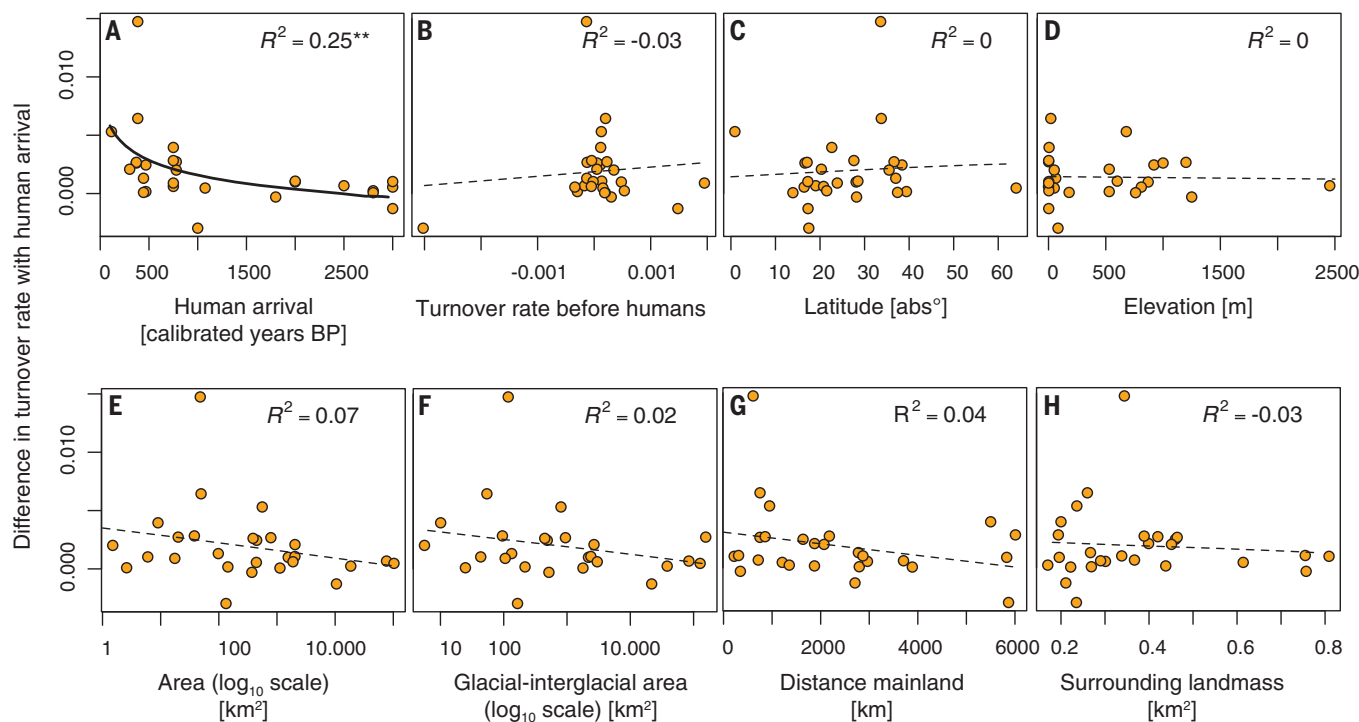 Difference in turnover rate with human arrival
A
R² = 0.25**
B
R² = -0.03
C
R² = 0
D
R² = 0
0.010
0.000
0 500 1500 2500
Human arrival
[calibrated years BP]
-0.001 0.001
Turnover rate before humans
0 10 20 30 40 50 60
Latitude [abs°]
0 500 1500 2500
Elevation [m]
E
R² = 0.07
F
R² = 0.02
G
R² = 0.04
H
R² = -0.03
0.010
0.000
1 100 10.000
Area (log₁₀ scale)
[km²]
10 100 10.000
Glacial-interglacial area
(log₁₀ scale) [km²]
0 2000 4000 6000
Distance mainland
[km]
0.2 0.4 0.6 0.8
Surrounding landmass
[km²]